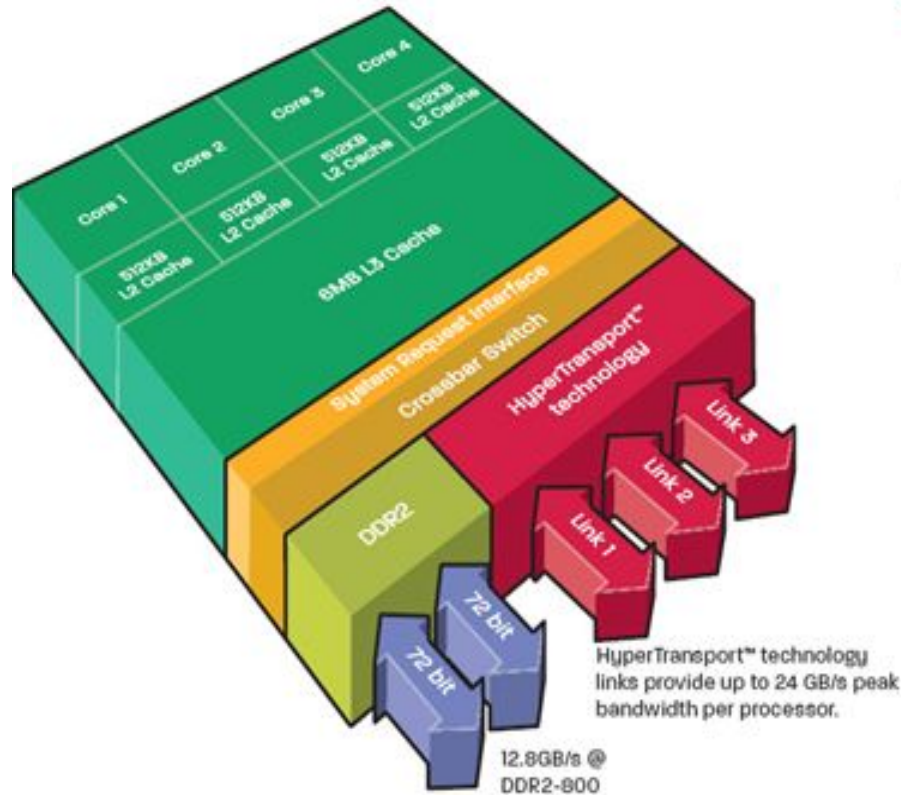 Core 1
Core 2
Core 3
Core 4
512KB
L2 Cache
512KB
L2 Cache
512KB
L2 Cache
512KB
L2 Cache
6MB L3 Cache
System Request Interface
Crossbar Switch
HyperTransport™
technology
DDR2
Link 1
Link 2
Link 3
72 bit
72 bit
HyperTransport™ technology
links provide up to 24 GB/s peak
bandwidth per processor.
12.8GB/s @
DDR2-800